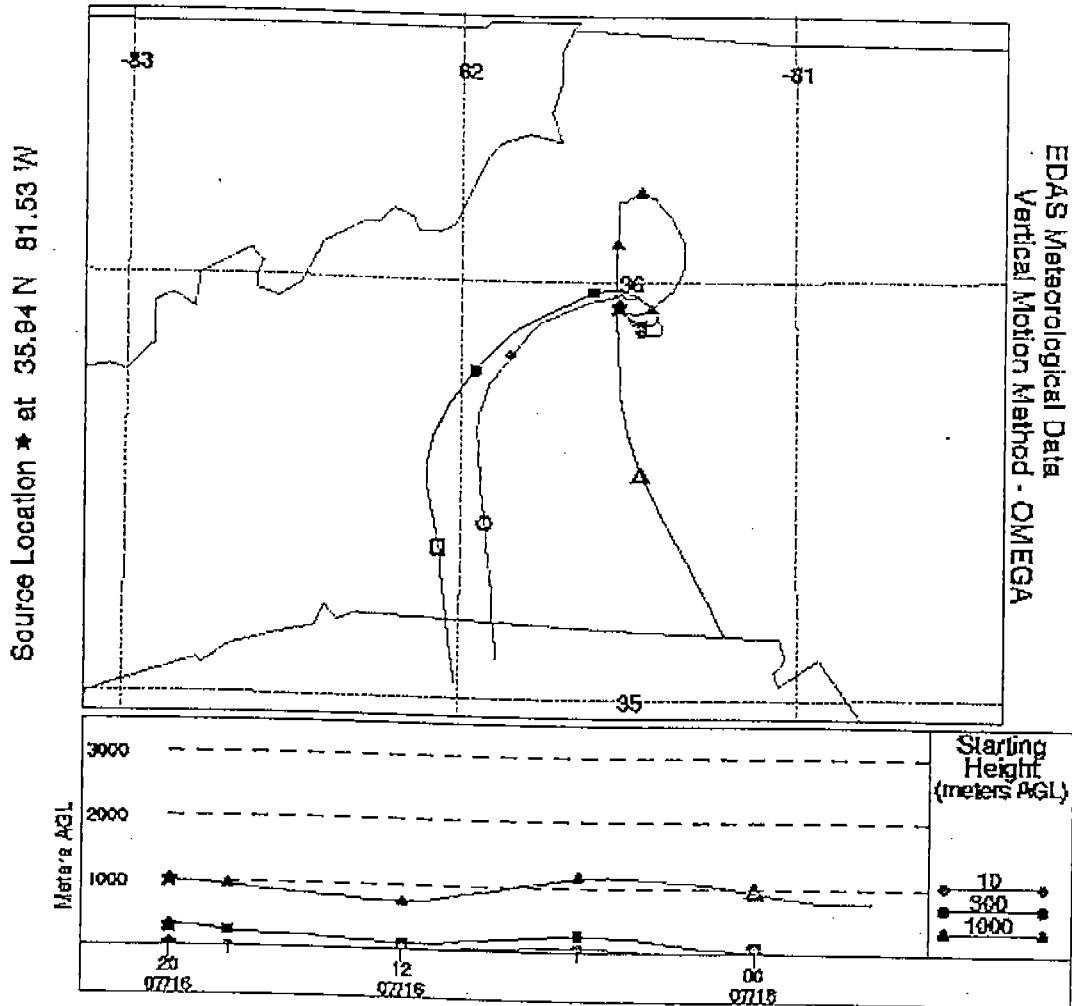 Source Location ★ at 35.94 N 81.53 W
EDAS Meteorological Data
Vertical Motion Method - OMEGA
-83
82
-81
36
35
Meters AGL
3000
2000
1000
20
07/16
12
07/16
00
07/16
Starting
Height
(meters AGL)
10
300
1000